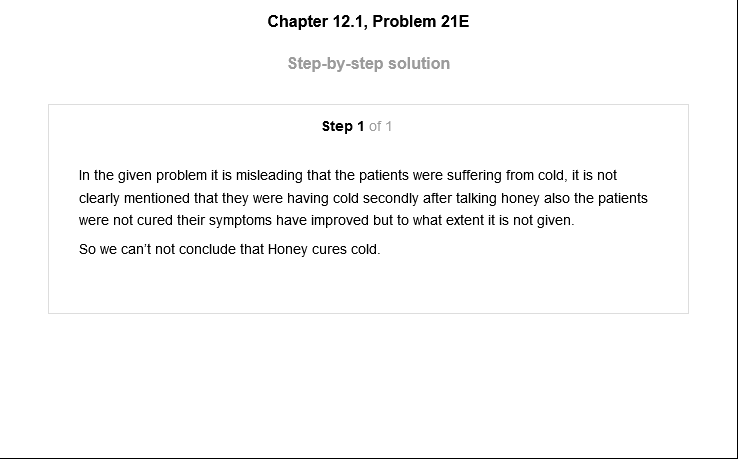 Chapter 12.1, Problem 21E
Step-by-step solution
Step 1 of 1
In the given problem it is misleading that the patients were suffering from cold, it is not
clearly mentioned that they were having cold secondly after talking honey also the patients
were not cured their symptoms have improved but to what extent it is not given.
So we can’t not conclude that Honey cures cold.